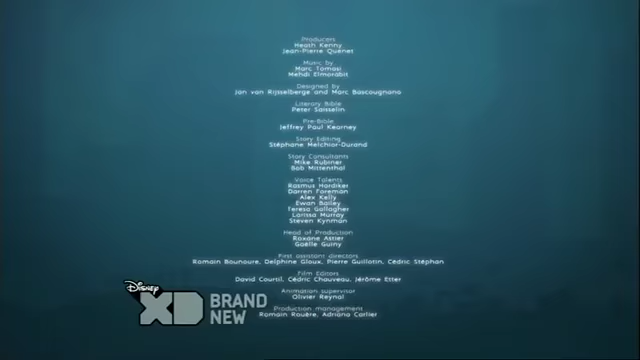 Producers
Heath Kenny
Jean-Pierre Quenet
Music by
Marc Tomasi
Mehdi Elmorabit
Designed by
Jan van Rijsselberge and Marc Boscougnano
Literary Bible
Peter Saisselin
Pre-Bible
Jeffrey Paul Kearney
Story Editing
Stéphane Melchior-Durand
Story Consultants
Mike Rubiner
Bob Mittenthal
Voice Talents
Rasmus Hardiker
Darren Foreman
Alex Kelly
Ewan Bailey
Teresa Gallagher
Larissa Murray
Steven Kynman
Head of Production
Roxane Astier
Gaëlle Guiny
First assistant directors
Romain Bounoure, Delphine Gloux, Pierre Guillotin, Cédric Stéphan
Film Editors
David Courtil, Cédric Chauveau, Jérôme Etter
Animation supervisor
Olivier Reynal
Production management
Romain Rouère, Adriana Carlier
Disney
XD
BRAND
NEW